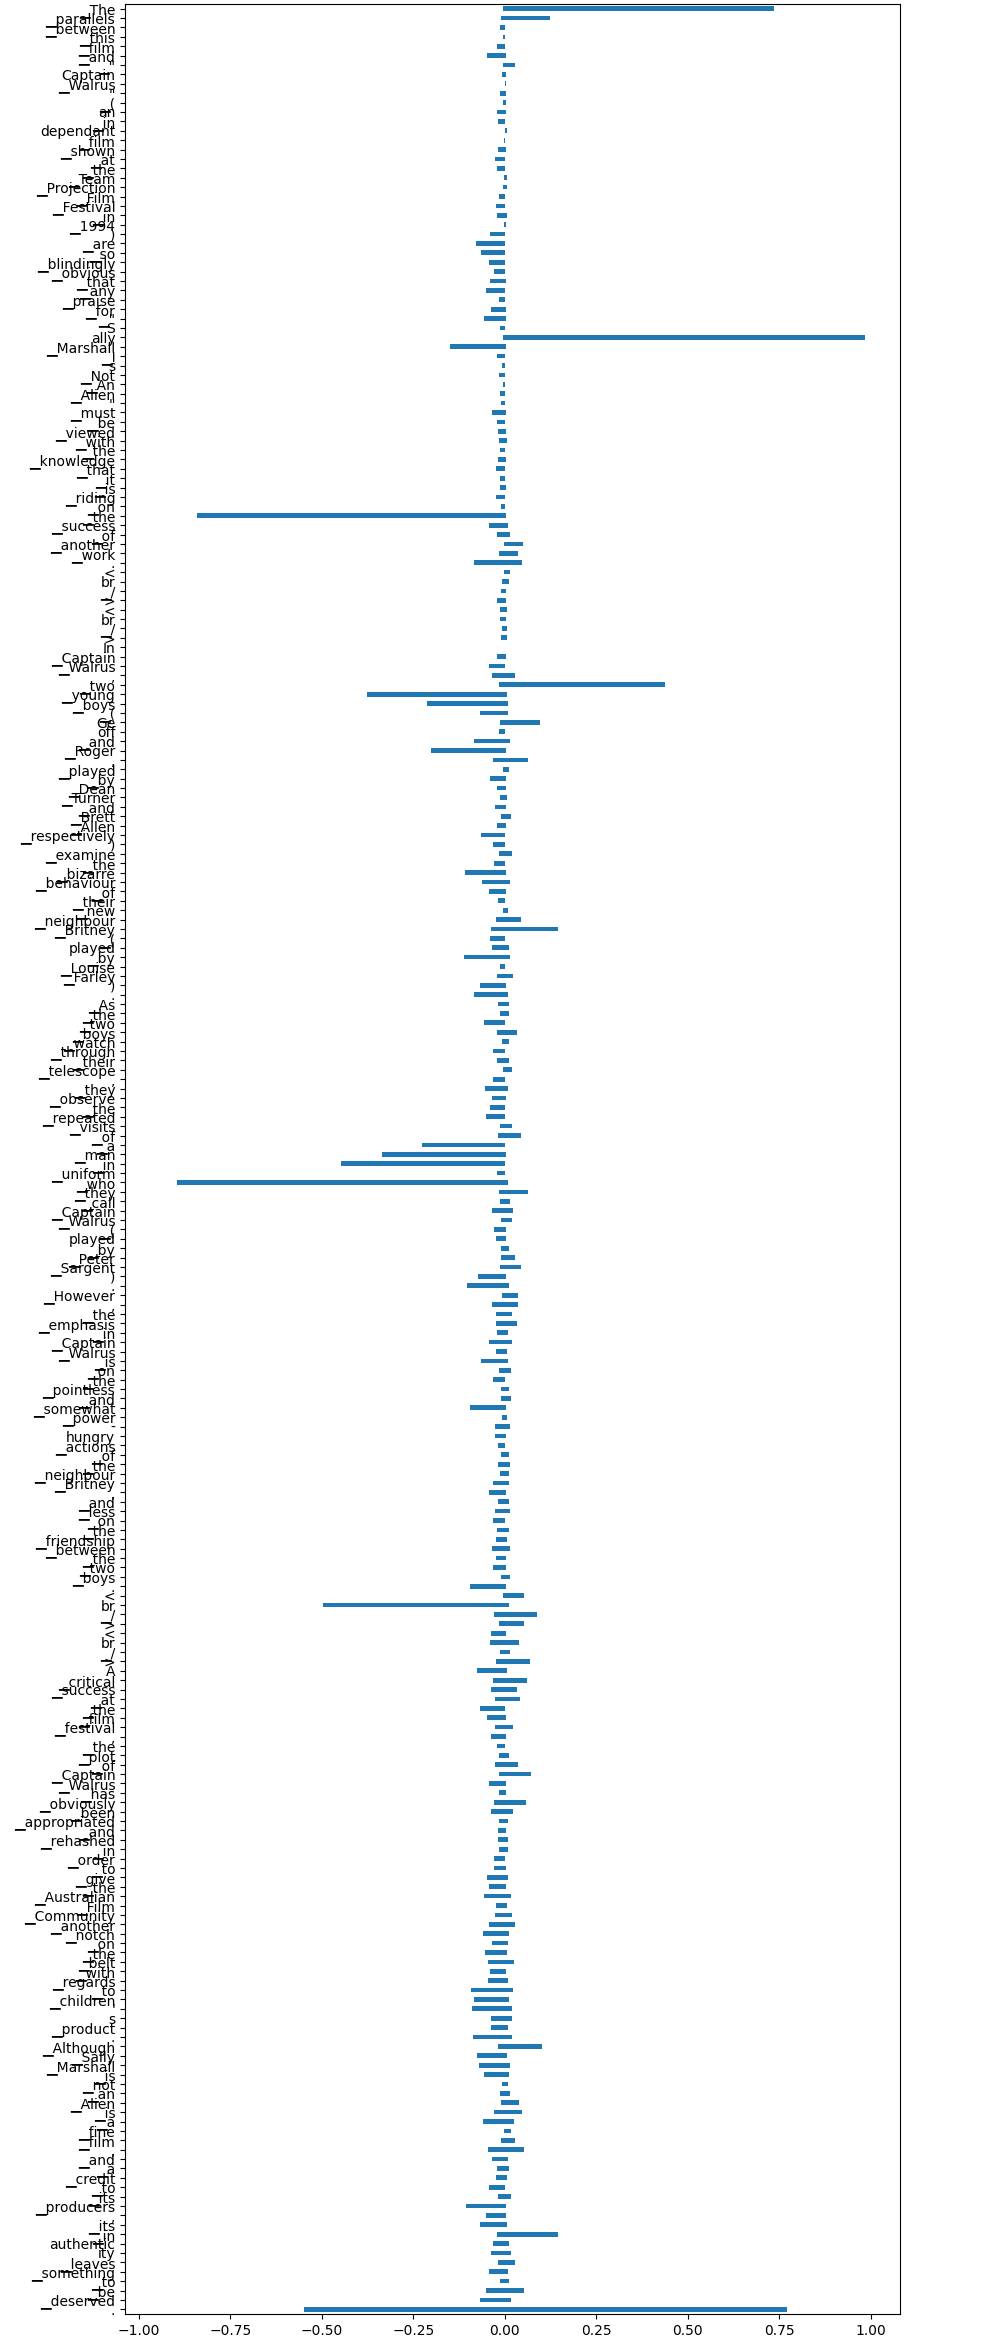 The
_parallels
_between
_this
_film
_and
_"
Captain
_Walrus
"
_(
an
_in
dependant
_film
_shown
_at
_the
_Team
_Projection
_Film
_Festival
_in
_1994
)
_are
_so
_blindingly
_obvious
_that
_any
_praise
_for
_"
S
ally
_Marshall
_I
s
_Not
_An
_Alien
"
_must
_be
_viewed
_with
_the
_knowledge
_that
_it
_is
_riding
_on
_the
_success
_of
_another
_work
.
_<
br
_/
>
<
br
_/
>
In
_Captain
_Walrus
,
_two
_young
_boys
_(
Ge
off
_and
_Roger
,
_played
_by
_Dean
_Turner
_and
_Brett
_Allen
_respectively
)
_examine
_the
_bizarre
_behaviour
_of
_their
_new
_neighbour
_Britney
_(
played
_by
_Louise
_Farley
)
.
_As
_the
_two
_boys
_watch
_through
_their
_telescope
,
_they
_observe
_the
_repeated
_visits
_of
_a
_man
_in
_uniform
_who
_they
_call
_Captain
_Walrus
_(
played
_by
_Peter
_Sargent
)
.
_However
,
_the
_emphasis
_in
_Captain
_Walrus
_is
_on
_the
_pointless
_and
_somewhat
_power
-
hungry
_actions
_of
_the
_neighbour
_Britney
,
_and
_less
_on
_the
_friendship
_between
_the
_two
_boys
.
_<
br
_/
>
<
br
_/
>
A
_critical
_success
_at
_the
_film
_festival
,
_the
_plot
_of
_Captain
_Walrus
_has
_obviously
_been
_appropriated
_and
_rehashed
_in
_order
_to
_give
_the
_Australian
_Film
_Community
_another
_notch
_on
_the
_belt
_with
_regards
_to
_children
'
s
_product
.
_Although
_Sally
_Marshall
_is
_not
_an
_Alien
_is
_a
_fine
_film
,
_and
_a
_credit
_to
_its
_producers
,
_its
_in
authentic
ity
_leaves
_something
_to
_be
_deserved
.
−1.00 −0.75 −0.50 −0.25 0.00 0.25 0.50 0.75 1.00